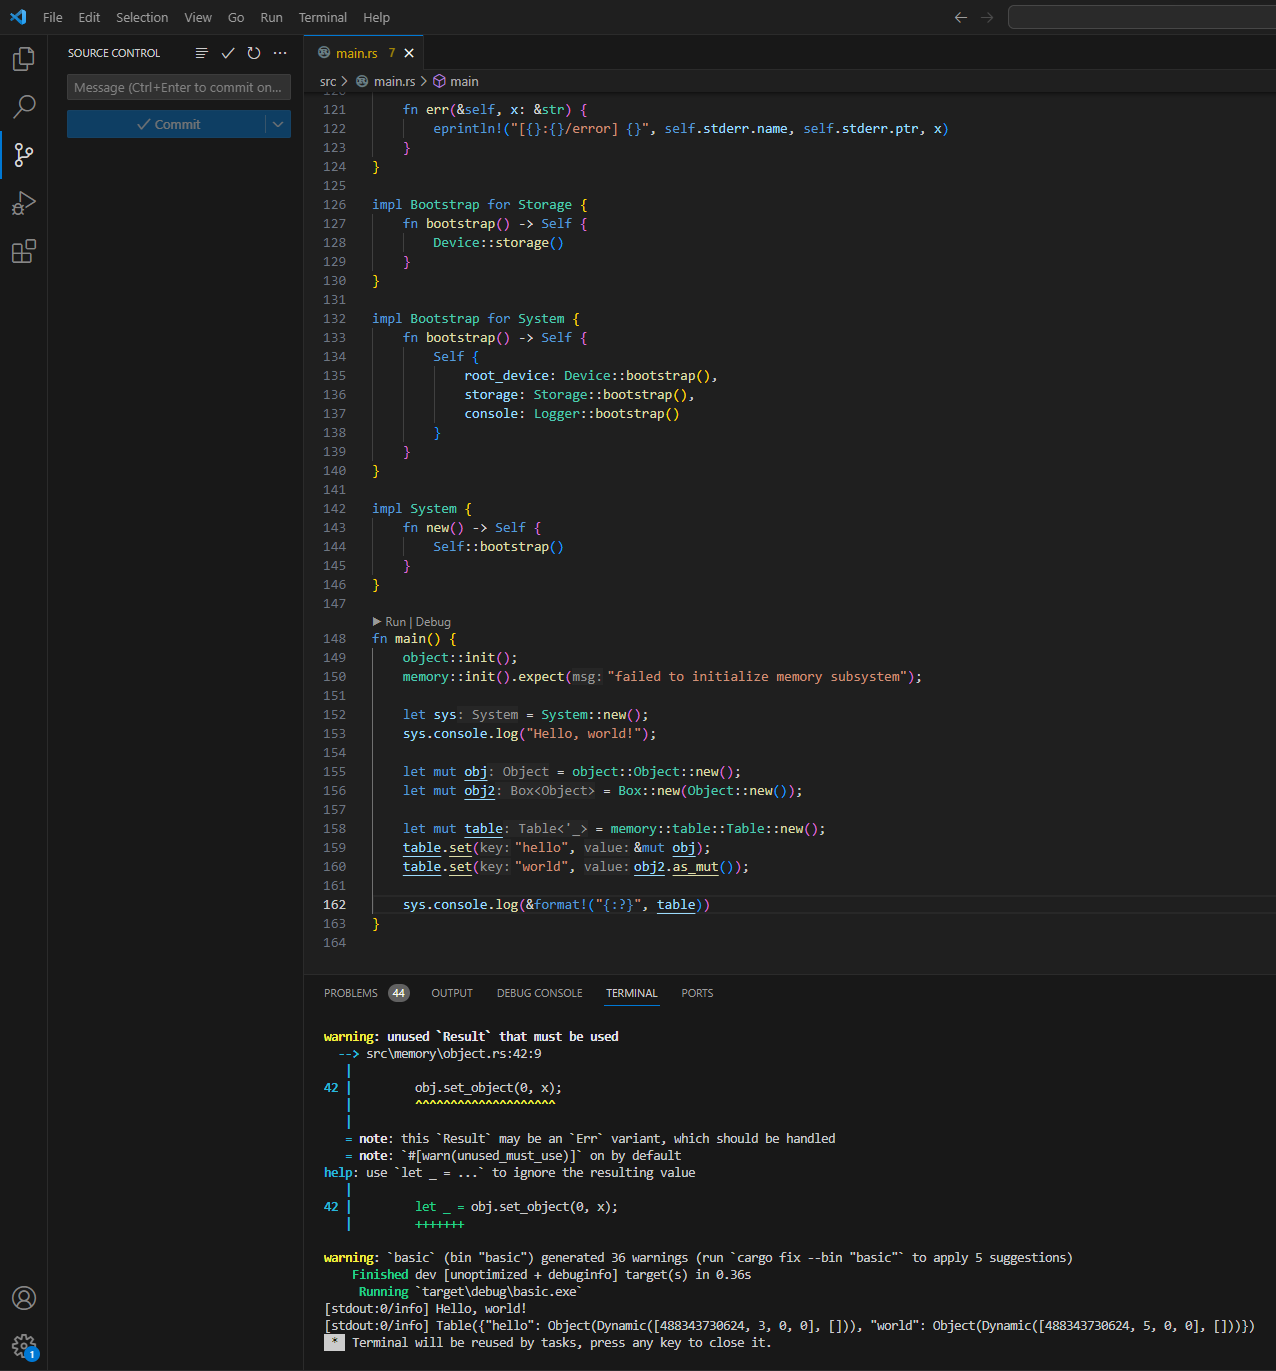 File Edit Selection View Go Run Terminal Help
SOURCE CONTROL
Message (Ctrl+Enter to commit on...
Commit
main.rs 7
src > main.rs > main
121 fn err(&self, x: &str) {
122 eprintln!("[{}:{}/error] {}", self.stderr.name, self.stderr.ptr, x)
123 }
124 }
125
126 impl Bootstrap for Storage {
127 fn bootstrap() -> Self {
128 Device::storage()
129 }
130 }
131
132 impl Bootstrap for System {
133 fn bootstrap() -> Self {
134 Self {
135 root_device: Device::bootstrap(),
136 storage: Storage::bootstrap(),
137 console: Logger::bootstrap()
138 }
139 }
140 }
141
142 impl System {
143 fn new() -> Self {
144 Self::bootstrap()
145 }
146 }
147
Run | Debug
148 fn main() {
149 object::init();
150 memory::init().expect(msg: "failed to initialize memory subsystem");
151
152 let sys: System = System::new();
153 sys.console.log("Hello, world!");
154
155 let mut obj: Object = object::Object::new();
156 let mut obj2: Box<Object> = Box::new(Object::new());
157
158 let mut table: Table<'_> = memory::table::Table::new();
159 table.set(key: "hello", value: &mut obj);
160 table.set(key: "world", value: obj2.as_mut());
161
162 sys.console.log(&format!("{:?}", table))
163 }
164
PROBLEMS 44 OUTPUT DEBUG CONSOLE TERMINAL PORTS
warning: unused `Result` that must be used
--> src\memory\object.rs:42:9
|
42 | obj.set_object(0, x);
| ^^^^^^^^^^^^^^^^^^^^
|
= note: this `Result` may be an `Err` variant, which should be handled
= note: `#[warn(unused_must_use)]` on by default
help: use `let _ = ...` to ignore the resulting value
|
42 | let _ = obj.set_object(0, x);
| +++++++
warning: `basic` (bin "basic") generated 36 warnings (run `cargo fix --bin "basic"` to apply 5 suggestions)
Finished dev [unoptimized + debuginfo] target(s) in 0.36s
Running `target\debug\basic.exe`
[stdout:0/info] Hello, world!
[stdout:0/info] Table({"hello": Object(Dynamic([488343730624, 3, 0, 0], [])), "world": Object(Dynamic([488343730624, 5, 0, 0], []))})
* Terminal will be reused by tasks, press any key to close it.
1